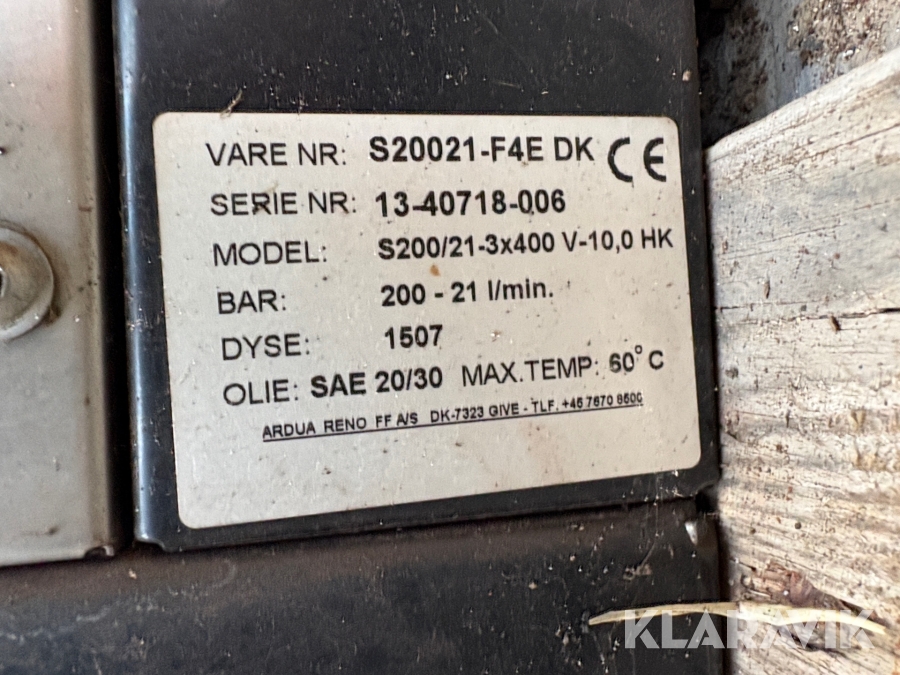 VARE NR: S20021-F4E DK CE
SERIE NR: 13-40718-006
MODEL: S200/21-3x400 V-10,0 HK
BAR: 200 - 21 l/min.
DYSE: 1507
OLIE: SAE 20/30 MAX.TEMP: 60°C
ARDUA RENO FF A/S DK-7323 GIVE - TLF. +45 7670 8500
KLARAVIK